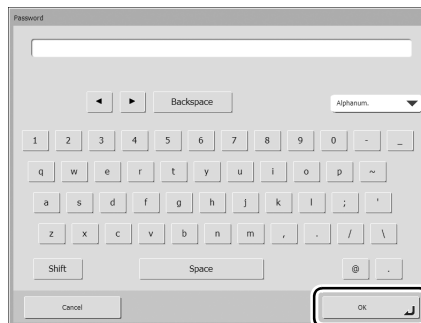 Password
◄ ► Backspace Alphanum.
1 2 3 4 5 6 7 8 9 0 - _
q w e r t y u i o p ~
a s d f g h j k l ; '
z x c v b n m , . / \
Shift Space @ .
Cancel OK